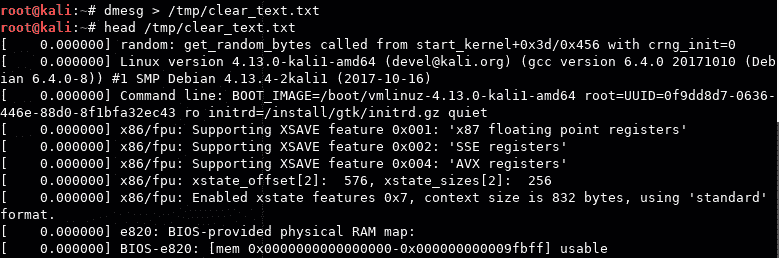 root@kali:~# dmesg > /tmp/clear_text.txt
root@kali:~# head /tmp/clear_text.txt
[    0.000000] random: get_random_bytes called from start_kernel+0x3d/0x456 with crng_init=0
[    0.000000] Linux version 4.13.0-kali1-amd64 (devel@kali.org) (gcc version 6.4.0 20171010 (Deb
ian 6.4.0-8)) #1 SMP Debian 4.13.4-2kali1 (2017-10-16)
[    0.000000] Command line: BOOT_IMAGE=/boot/vmlinuz-4.13.0-kali1-amd64 root=UUID=0f9dd8d7-0636-
446e-88d0-8f1bfa32ec43 ro initrd=/install/gtk/initrd.gz quiet
[    0.000000] x86/fpu: Supporting XSAVE feature 0x001: 'x87 floating point registers'
[    0.000000] x86/fpu: Supporting XSAVE feature 0x002: 'SSE registers'
[    0.000000] x86/fpu: Supporting XSAVE feature 0x004: 'AVX registers'
[    0.000000] x86/fpu: xstate_offset[2]:  576, xstate_sizes[2]:  256
[    0.000000] x86/fpu: Enabled xstate features 0x7, context size is 832 bytes, using 'standard'
format.
[    0.000000] e820: BIOS-provided physical RAM map:
[    0.000000] BIOS-e820: [mem 0x0000000000000000-0x000000000009fbff] usable